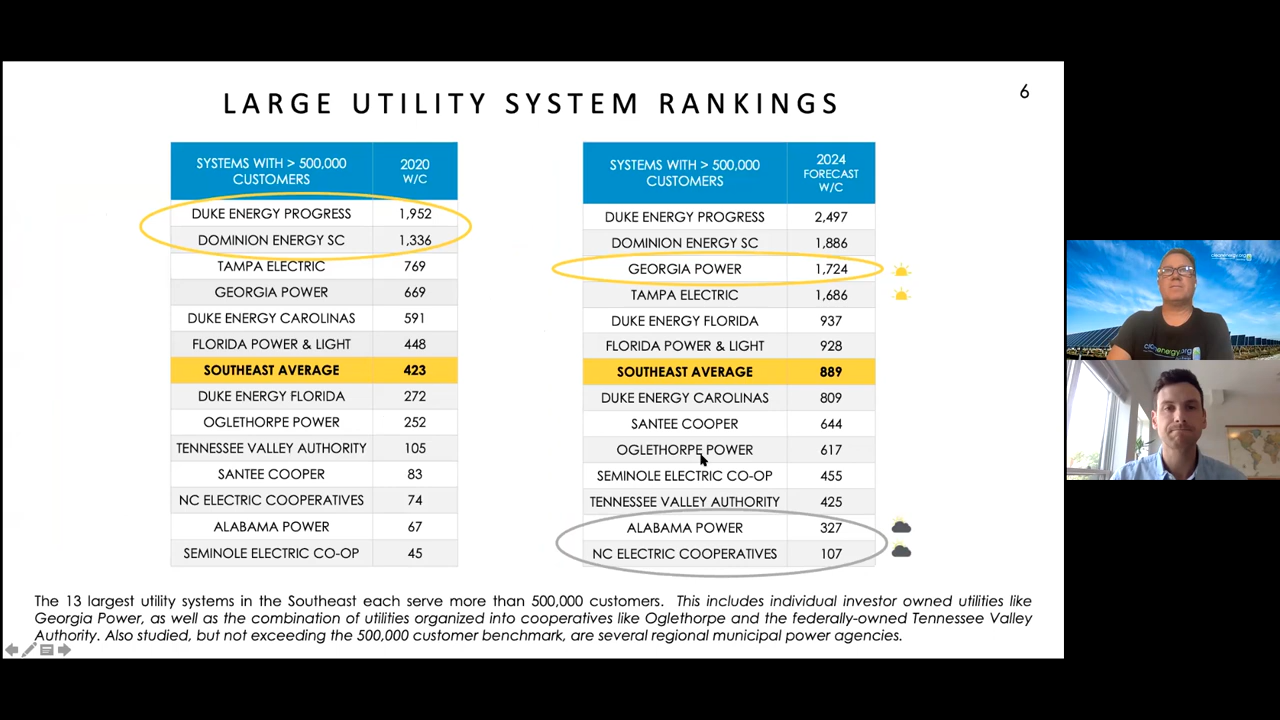 LARGE UTILITY SYSTEM RANKINGS
6
SYSTEMS WITH > 500,000
CUSTOMERS
2020
W/C
DUKE ENERGY PROGRESS 1,952
DOMINION ENERGY SC 1,336
TAMPA ELECTRIC 769
GEORGIA POWER 669
DUKE ENERGY CAROLINAS 591
FLORIDA POWER & LIGHT 448
SOUTHEAST AVERAGE 423
DUKE ENERGY FLORIDA 272
OGLETHORPE POWER 252
TENNESSEE VALLEY AUTHORITY 105
SANTEE COOPER 83
NC ELECTRIC COOPERATIVES 74
ALABAMA POWER 67
SEMINOLE ELECTRIC CO-OP 45
SYSTEMS WITH > 500,000
CUSTOMERS
2024
FORECAST
W/C
DUKE ENERGY PROGRESS 2,497
DOMINION ENERGY SC 1,886
GEORGIA POWER 1,724
TAMPA ELECTRIC 1,686
DUKE ENERGY FLORIDA 937
FLORIDA POWER & LIGHT 928
SOUTHEAST AVERAGE 889
DUKE ENERGY CAROLINAS 809
SANTEE COOPER 644
OGLETHORPE POWER 617
SEMINOLE ELECTRIC CO-OP 455
TENNESSEE VALLEY AUTHORITY 425
ALABAMA POWER 327
NC ELECTRIC COOPERATIVES 107
The 13 largest utility systems in the Southeast each serve more than 500,000 customers. This includes individual investor owned utilities like
Georgia Power, as well as the combination of utilities organized into cooperatives like Oglethorpe and the federally-owned Tennessee Valley
Authority. Also studied, but not exceeding the 500,000 customer benchmark, are several regional municipal power agencies.
cleanenergy.org